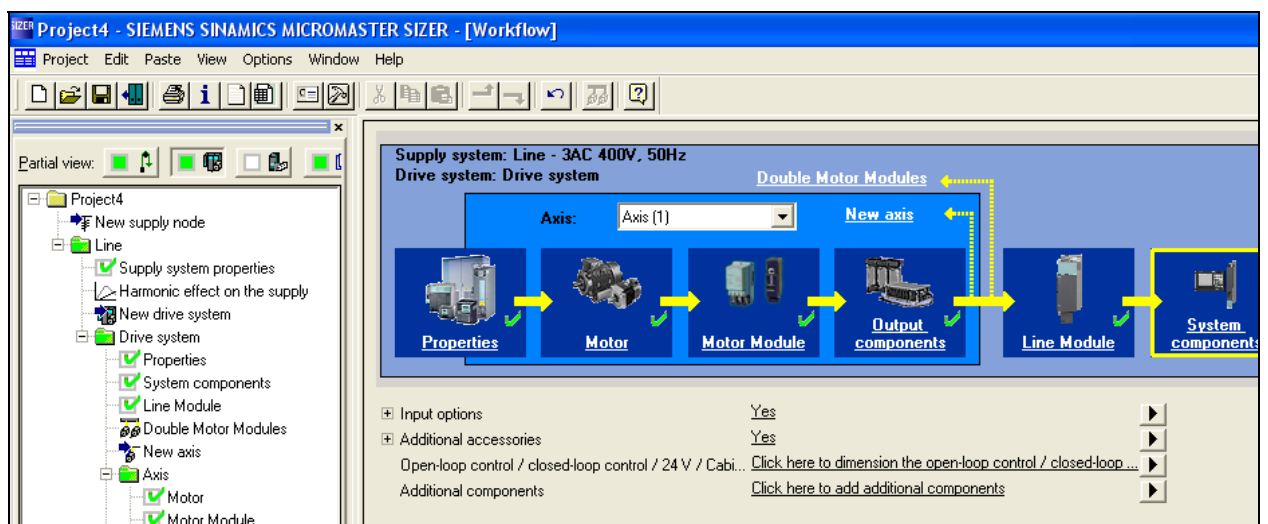 SIZER Project4 - SIEMENS SINAMICS MICROMASTER SIZER - [Workflow]
Project Edit Paste View Options Window Help
Partial view:
Project4
New supply node
Line
Supply system properties
Harmonic effect on the supply
New drive system
Drive system
Properties
System components
Line Module
Double Motor Modules
New axis
Axis
Motor
Motor Module
Supply system: Line - 3AC 400V, 50Hz
Drive system: Drive system
Double Motor Modules
Axis: Axis (1) New axis
Properties
Motor
Motor Module
Output components
Line Module
System components
Input options Yes
Additional accessories Yes
Open-loop control / closed-loop control / 24 V / Cabi... Click here to dimension the open-loop control / closed-loop ...
Additional components Click here to add additional components